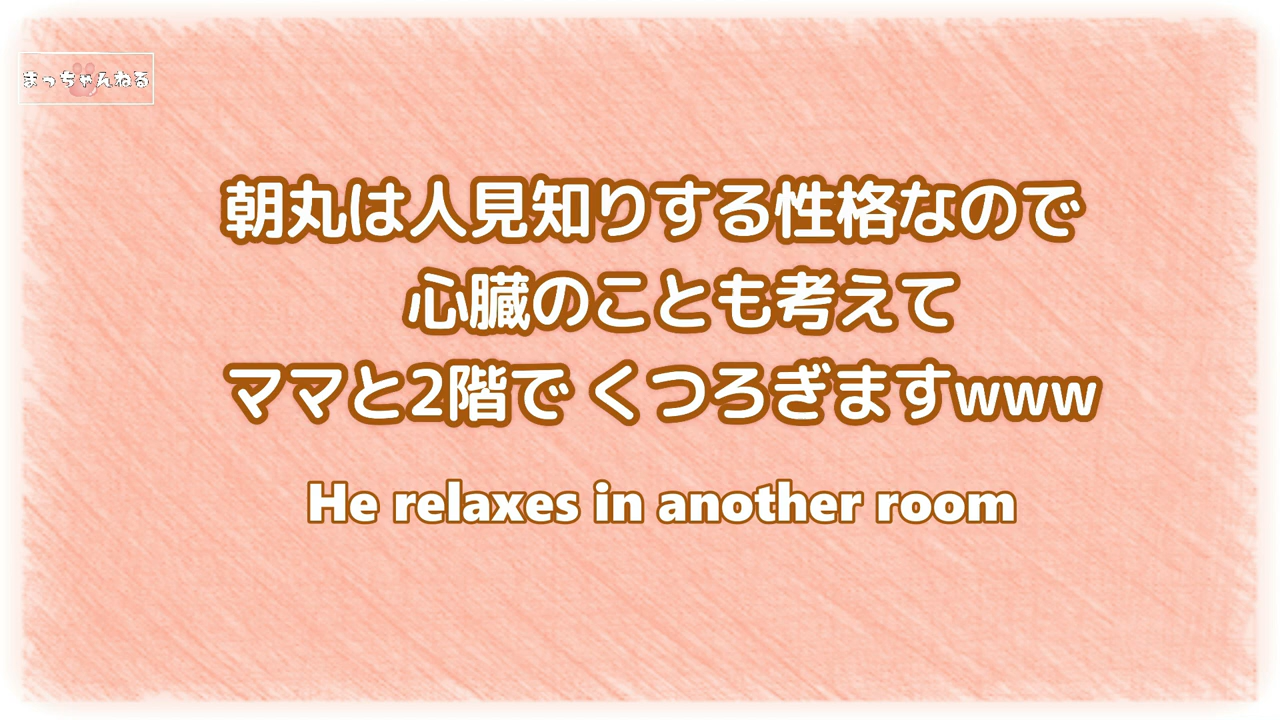 まっちゃんねる
朝丸は人見知りする性格なので
心臓のことも考えて
ママと2階で くつろぎますwww
He relaxes in another room